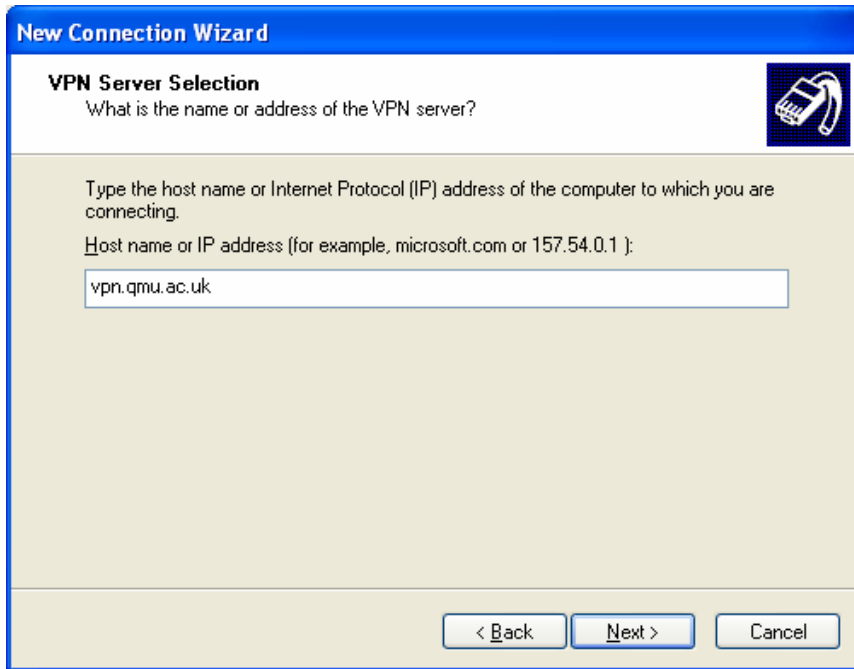 New Connection Wizard
VPN Server Selection
What is the name or address of the VPN server?
Type the host name or Internet Protocol (IP) address of the computer to which you are
connecting.
Host name or IP address (for example, microsoft.com or 157.54.0.1 ):
vpn.qmu.ac.uk
< Back Next > Cancel